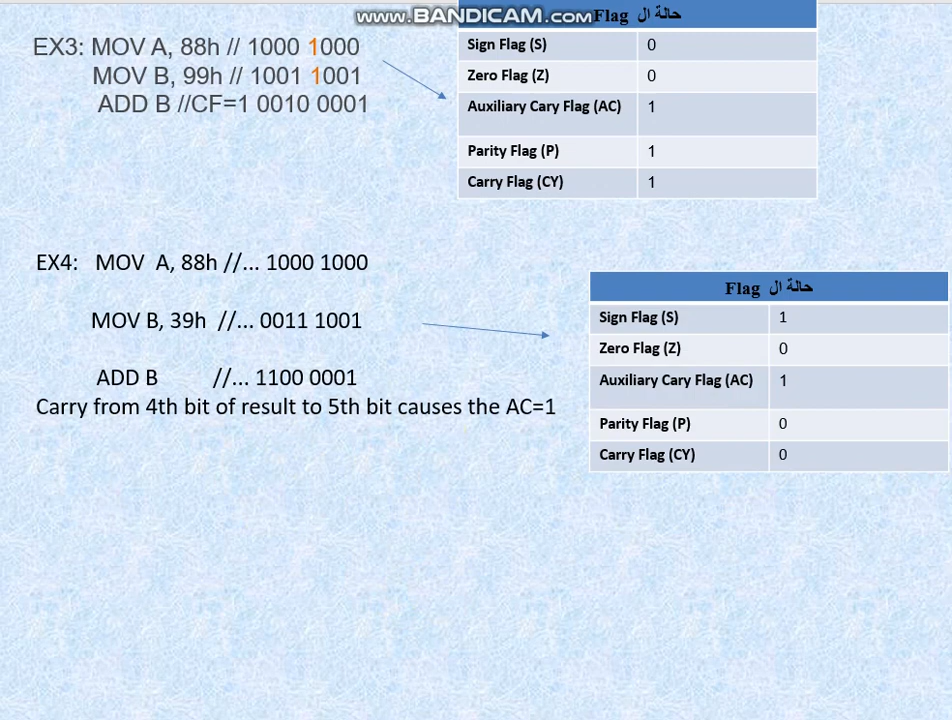 www.BANDICAM.com
حالة ال Flag
EX3: MOV A, 88h // 1000 1000
MOV B, 99h // 1001 1001
ADD B //CF=1 0010 0001
Sign Flag (S) 0
Zero Flag (Z) 0
Auxiliary Cary Flag (AC) 1
Parity Flag (P) 1
Carry Flag (CY) 1
EX4: MOV A, 88h //... 1000 1000
MOV B, 39h //... 0011 1001
ADD B //... 1100 0001
Carry from 4th bit of result to 5th bit causes the AC=1
حالة ال Flag
Sign Flag (S) 1
Zero Flag (Z) 0
Auxiliary Cary Flag (AC) 1
Parity Flag (P) 0
Carry Flag (CY) 0